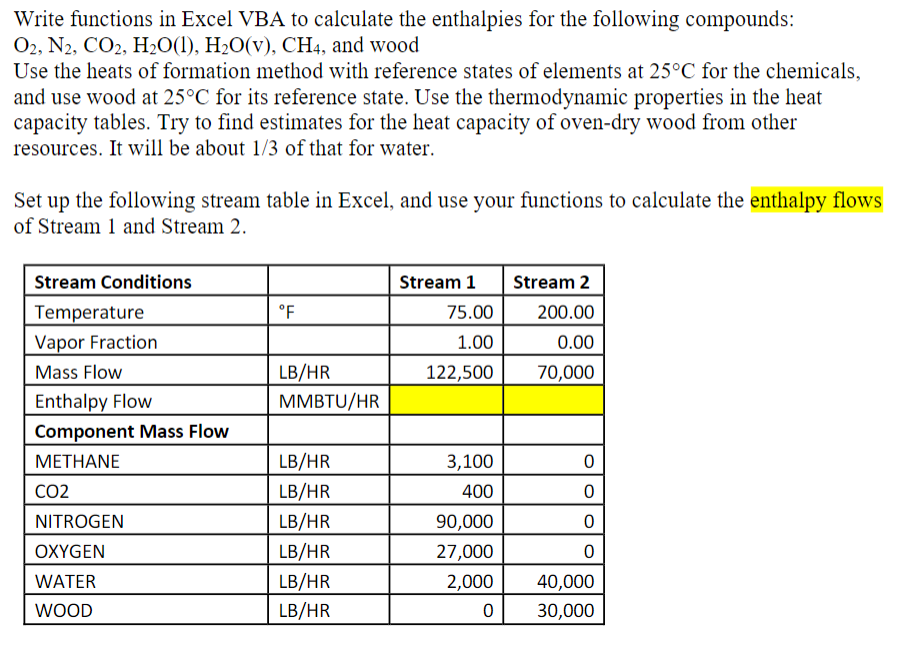 Write functions in Excel VBA to calculate the enthalpies for the following compounds:
O₂, N₂, CO₂, H₂O(l), H₂O(v), CH₄, and wood
Use the heats of formation method with reference states of elements at 25°C for the chemicals,
and use wood at 25°C for its reference state. Use the thermodynamic properties in the heat
capacity tables. Try to find estimates for the heat capacity of oven-dry wood from other
resources. It will be about 1/3 of that for water.
Set up the following stream table in Excel, and use your functions to calculate the enthalpy flows
of Stream 1 and Stream 2.
Stream Conditions Stream 1 Stream 2
Temperature °F 75.00 200.00
Vapor Fraction 1.00 0.00
Mass Flow LB/HR 122,500 70,000
Enthalpy Flow MMBTU/HR
Component Mass Flow
METHANE LB/HR 3,100 0
CO2 LB/HR 400 0
NITROGEN LB/HR 90,000 0
OXYGEN LB/HR 27,000 0
WATER LB/HR 2,000 40,000
WOOD LB/HR 0 30,000